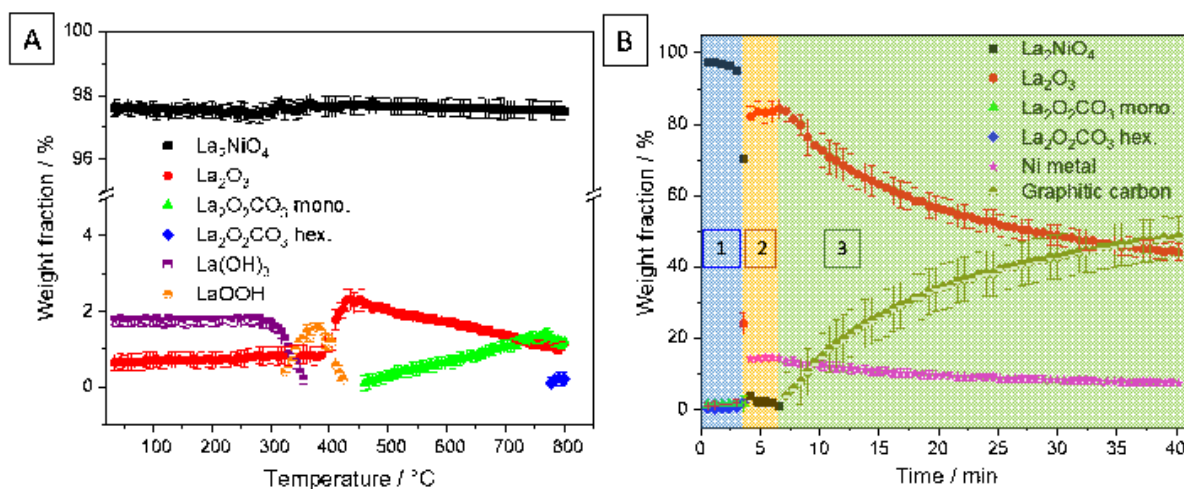 A
Weight fraction / %
98
96
4
2
0
La₂NiO₄
La₂O₃
La₂O₂CO₃ mono.
La₂O₂CO₃ hex.
La(OH)₃
LaOOH
100 200 300 400 500 600 700 800
Temperature / °C
B
Weight fraction / %
100
80
60
40
20
0
La₂NiO₄
La₂O₃
La₂O₂CO₃ mono.
La₂O₂CO₃ hex.
Ni metal
Graphitic carbon
1 2 3
0 5 10 15 20 25 30 35 40
Time / min